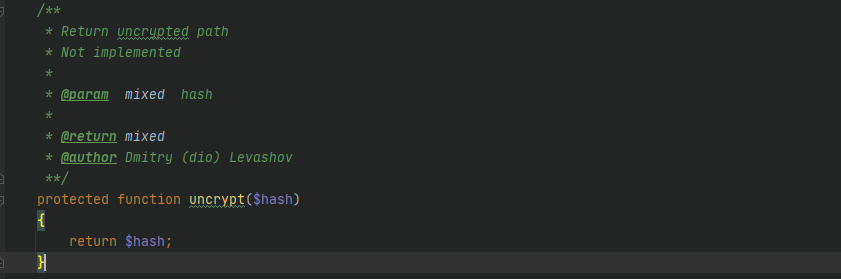 /**
* Return uncrypted path
* Not implemented
*
* @param  mixed  hash
*
* @return mixed
* @author Dmitry (dio) Levashov
**/
protected function uncrypt($hash)
{
return $hash;
}